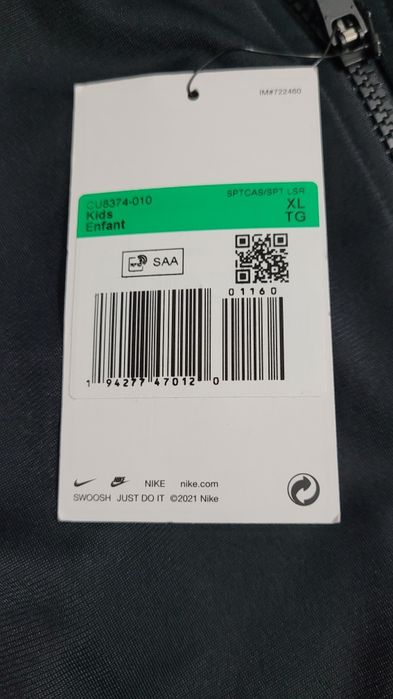 IM#722460
CU8374-010 SPTCAS/SPT LSR
Kids XL
Enfant TG
SAA
01160
1 94277 47012 0
NIKE nike.com
SWOOSH JUST DO IT ©2021 Nike